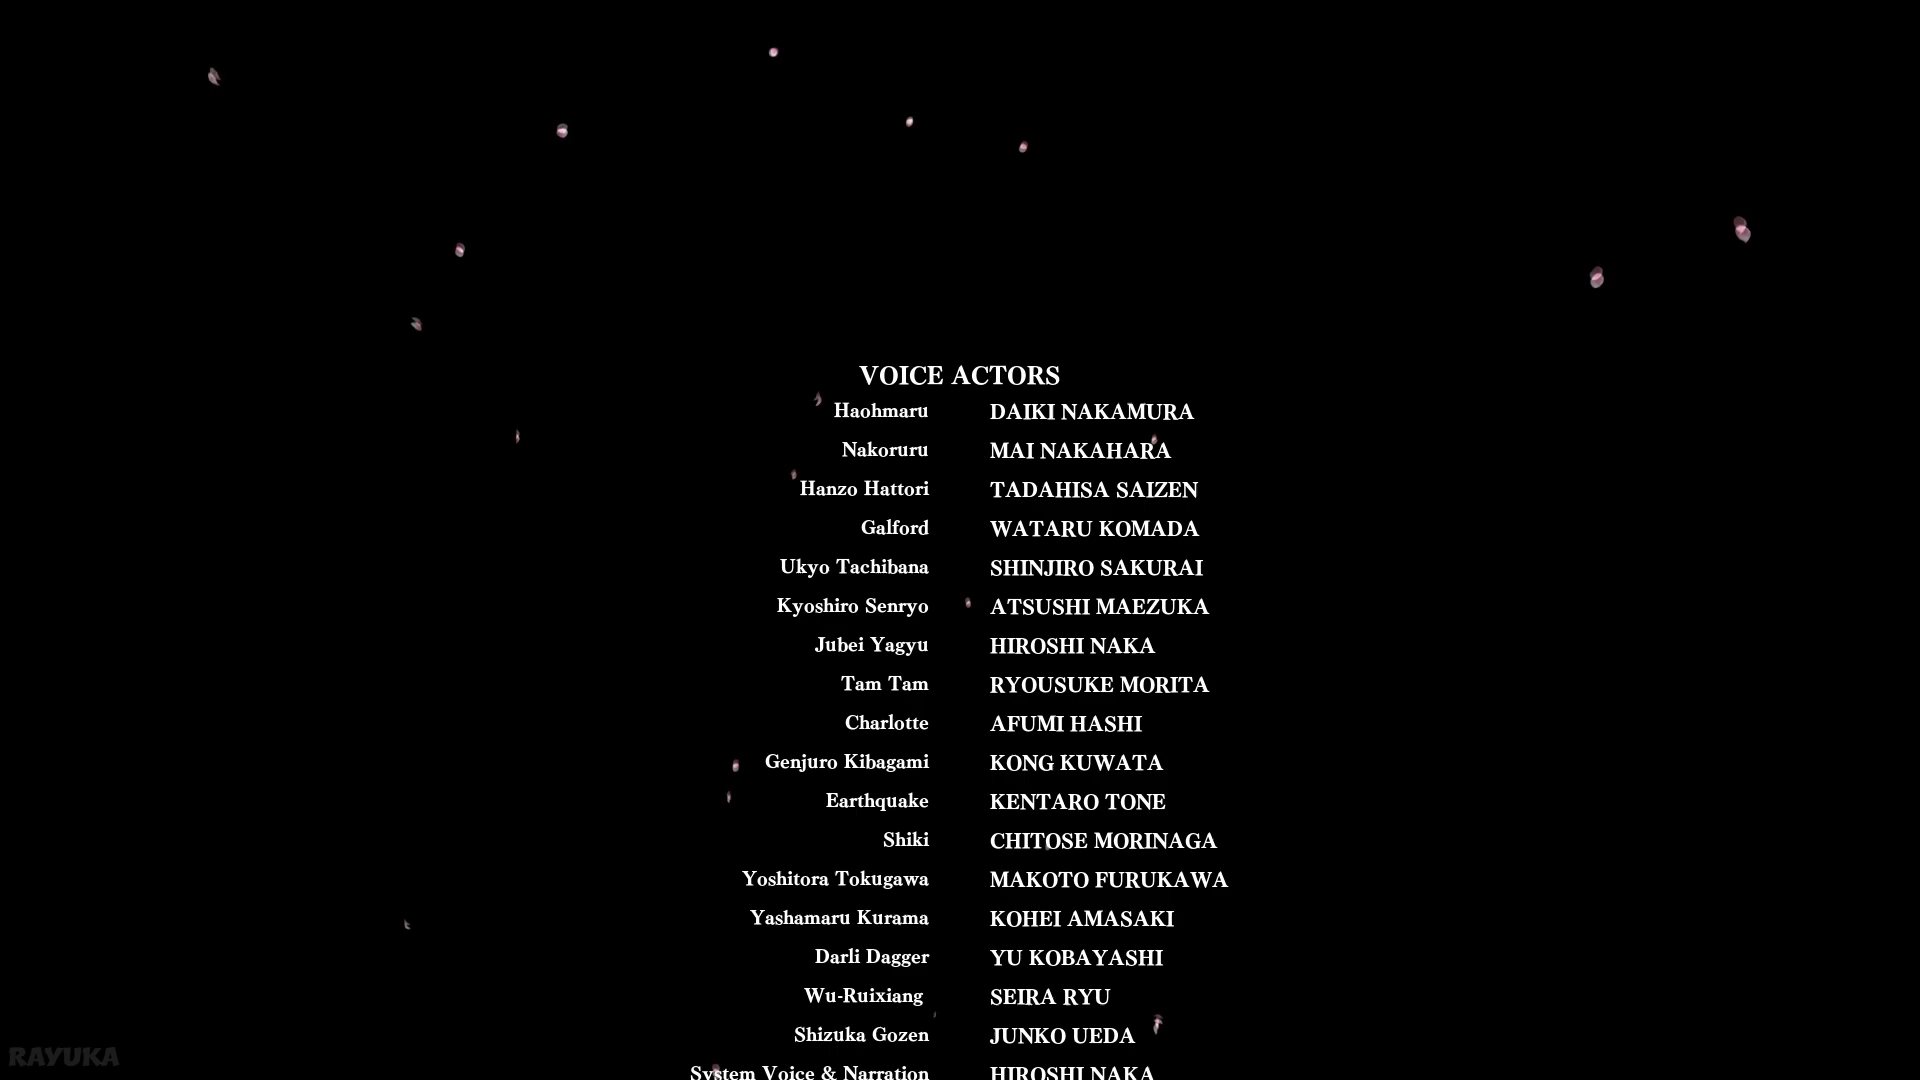 VOICE ACTORS
Haohmaru DAIKI NAKAMURA
Nakoruru MAI NAKAHARA
Hanzo Hattori TADAHISA SAIZEN
Galford WATARU KOMADA
Ukyo Tachibana SHINJIRO SAKURAI
Kyoshiro Senryo ATSUSHI MAEZUKA
Jubei Yagyu HIROSHI NAKA
Tam Tam RYOUSUKE MORITA
Charlotte AFUMI HASHI
Genjuro Kibagami KONG KUWATA
Earthquake KENTARO TONE
Shiki CHITOSE MORINAGA
Yoshitora Tokugawa MAKOTO FURUKAWA
Yashamaru Kurama KOHEI AMASAKI
Darli Dagger YU KOBAYASHI
Wu-Ruixiang SEIRA RYU
Shizuka Gozen JUNKO UEDA
System Voice & Narration HIROSHI NAKA
RAYUKA